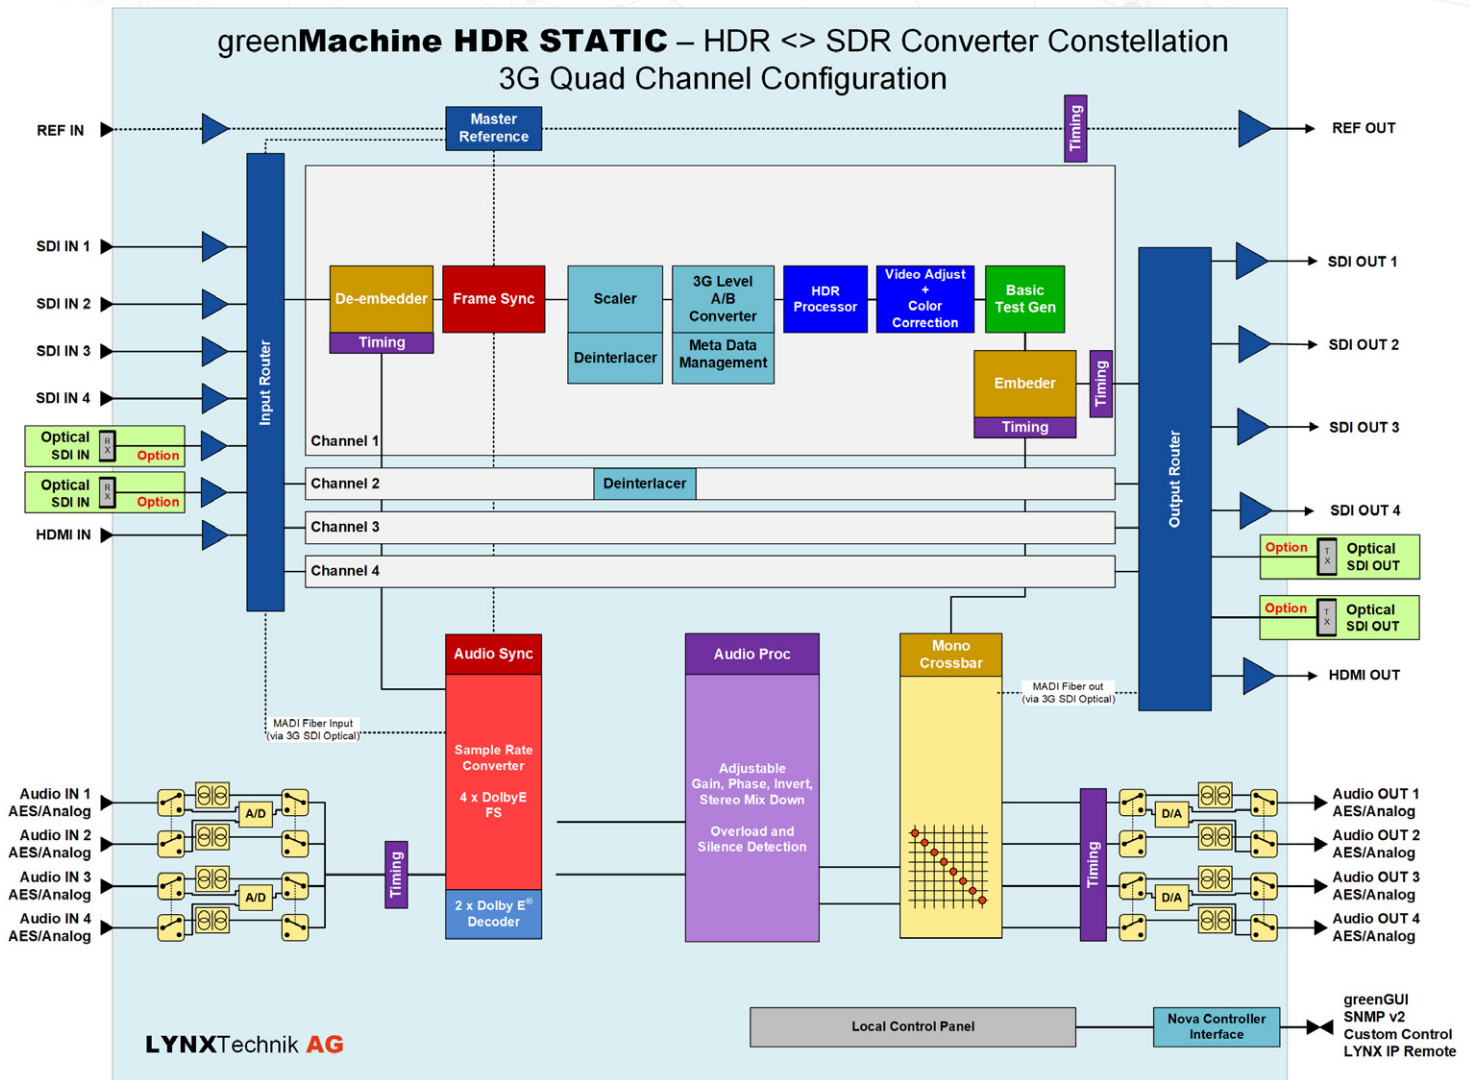 greenMachine HDR STATIC – HDR <> SDR Converter Constellation
3G Quad Channel Configuration
REF IN
Master
Reference
Timing
REF OUT
SDI IN 1
SDI IN 2
SDI IN 3
SDI IN 4
Optical
SDI IN
RX
Option
Optical
SDI IN
RX
Option
HDMI IN
Input Router
De-embedder
Timing
Frame Sync
Scaler
Deinterlacer
3G Level
A/B
Converter
Meta Data
Management
HDR
Processor
Video Adjust
+
Color
Correction
Basic
Test Gen
Embeder
Timing
Timing
Channel 1
Channel 2
Deinterlacer
Channel 3
Channel 4
Output Router
SDI OUT 1
SDI OUT 2
SDI OUT 3
SDI OUT 4
Option
TX
Optical
SDI OUT
Option
TX
Optical
SDI OUT
HDMI OUT
MADI Fiber Input
(via 3G SDI Optical)
Audio Sync
Sample Rate
Converter
4 x DolbyE
FS
2 x Dolby E®
Decoder
Audio Proc
Adjustable
Gain, Phase, Invert,
Stereo Mix Down
Overload and
Silence Detection
Mono
Crossbar
MADI Fiber out
(via 3G SDI Optical)
Audio IN 1
AES/Analog
Audio IN 2
AES/Analog
Audio IN 3
AES/Analog
Audio IN 4
AES/Analog
A/D
A/D
Timing
Timing
D/A
D/A
Audio OUT 1
AES/Analog
Audio OUT 2
AES/Analog
Audio OUT 3
AES/Analog
Audio OUT 4
AES/Analog
LYNXTechnik AG
Local Control Panel
Nova Controller
Interface
greenGUI
SNMP v2
Custom Control
LYNX IP Remote